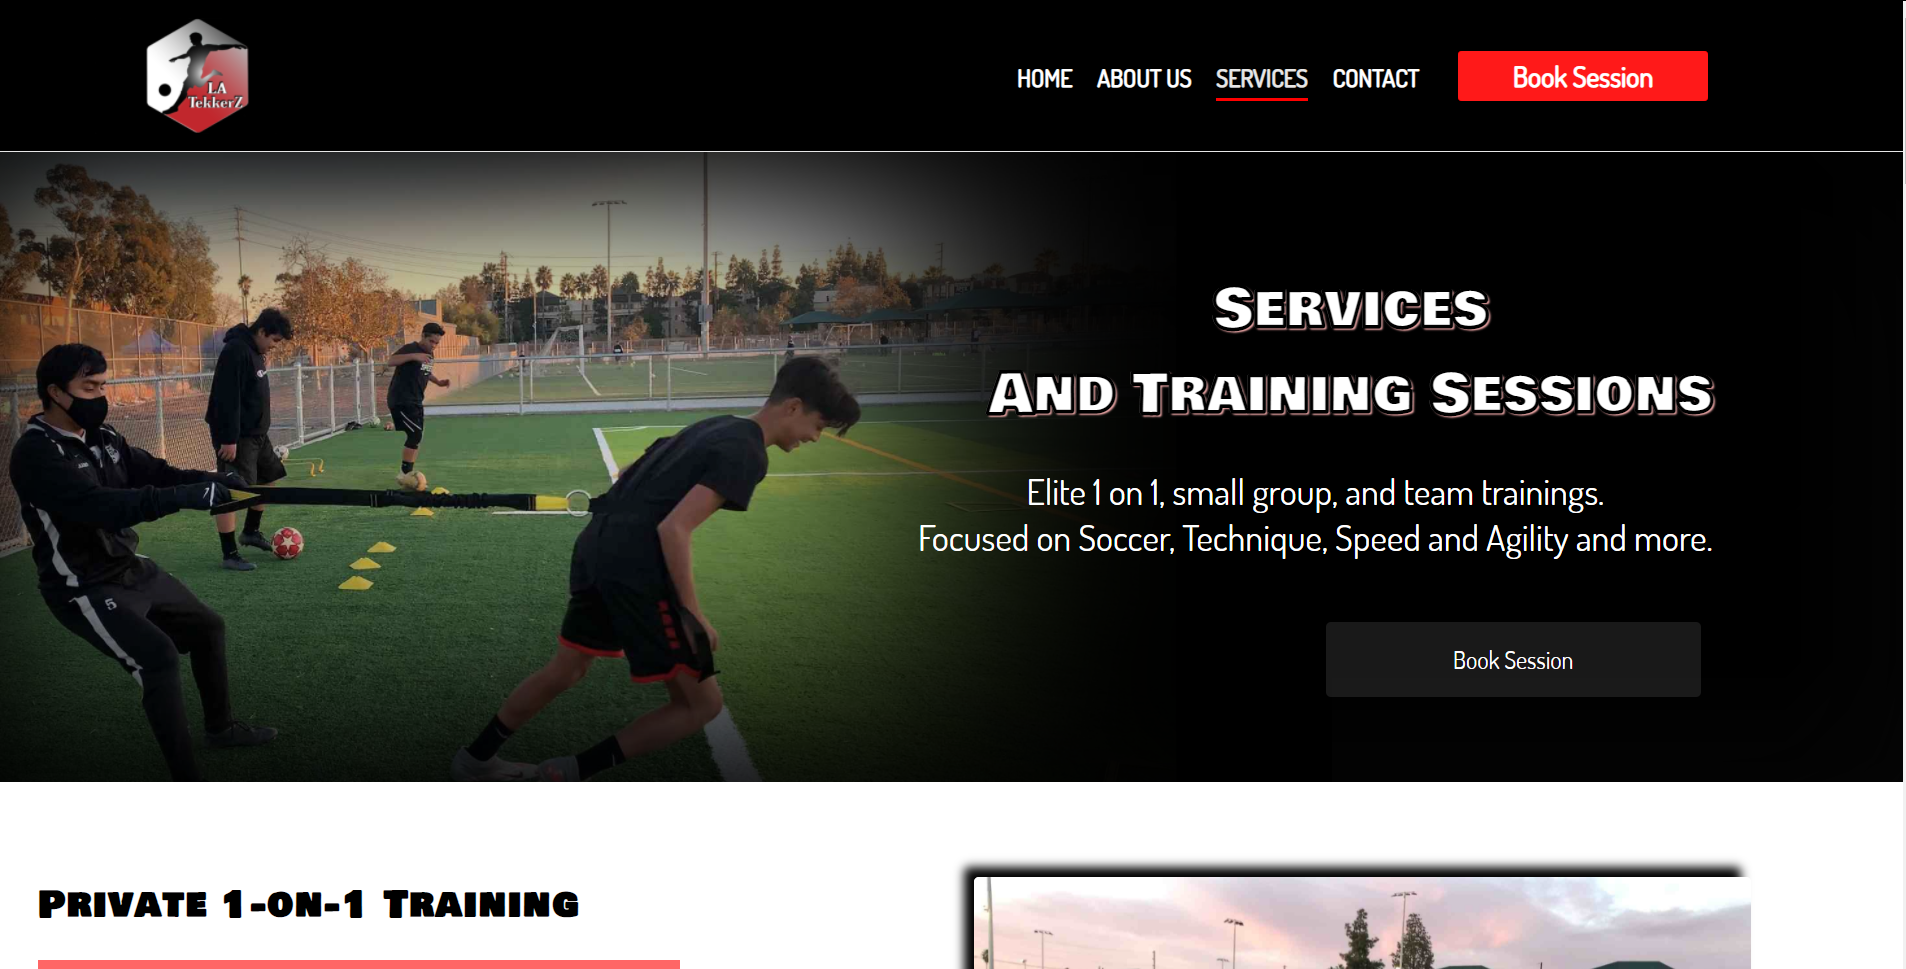 LA
TekkerZ
HOME ABOUT US SERVICES CONTACT Book Session
SERVICES
AND TRAINING SESSIONS
Elite 1 on 1, small group, and team trainings.
Focused on Soccer, Technique, Speed and Agility and more.
Book Session
5
PRIVATE 1-ON-1 TRAINING